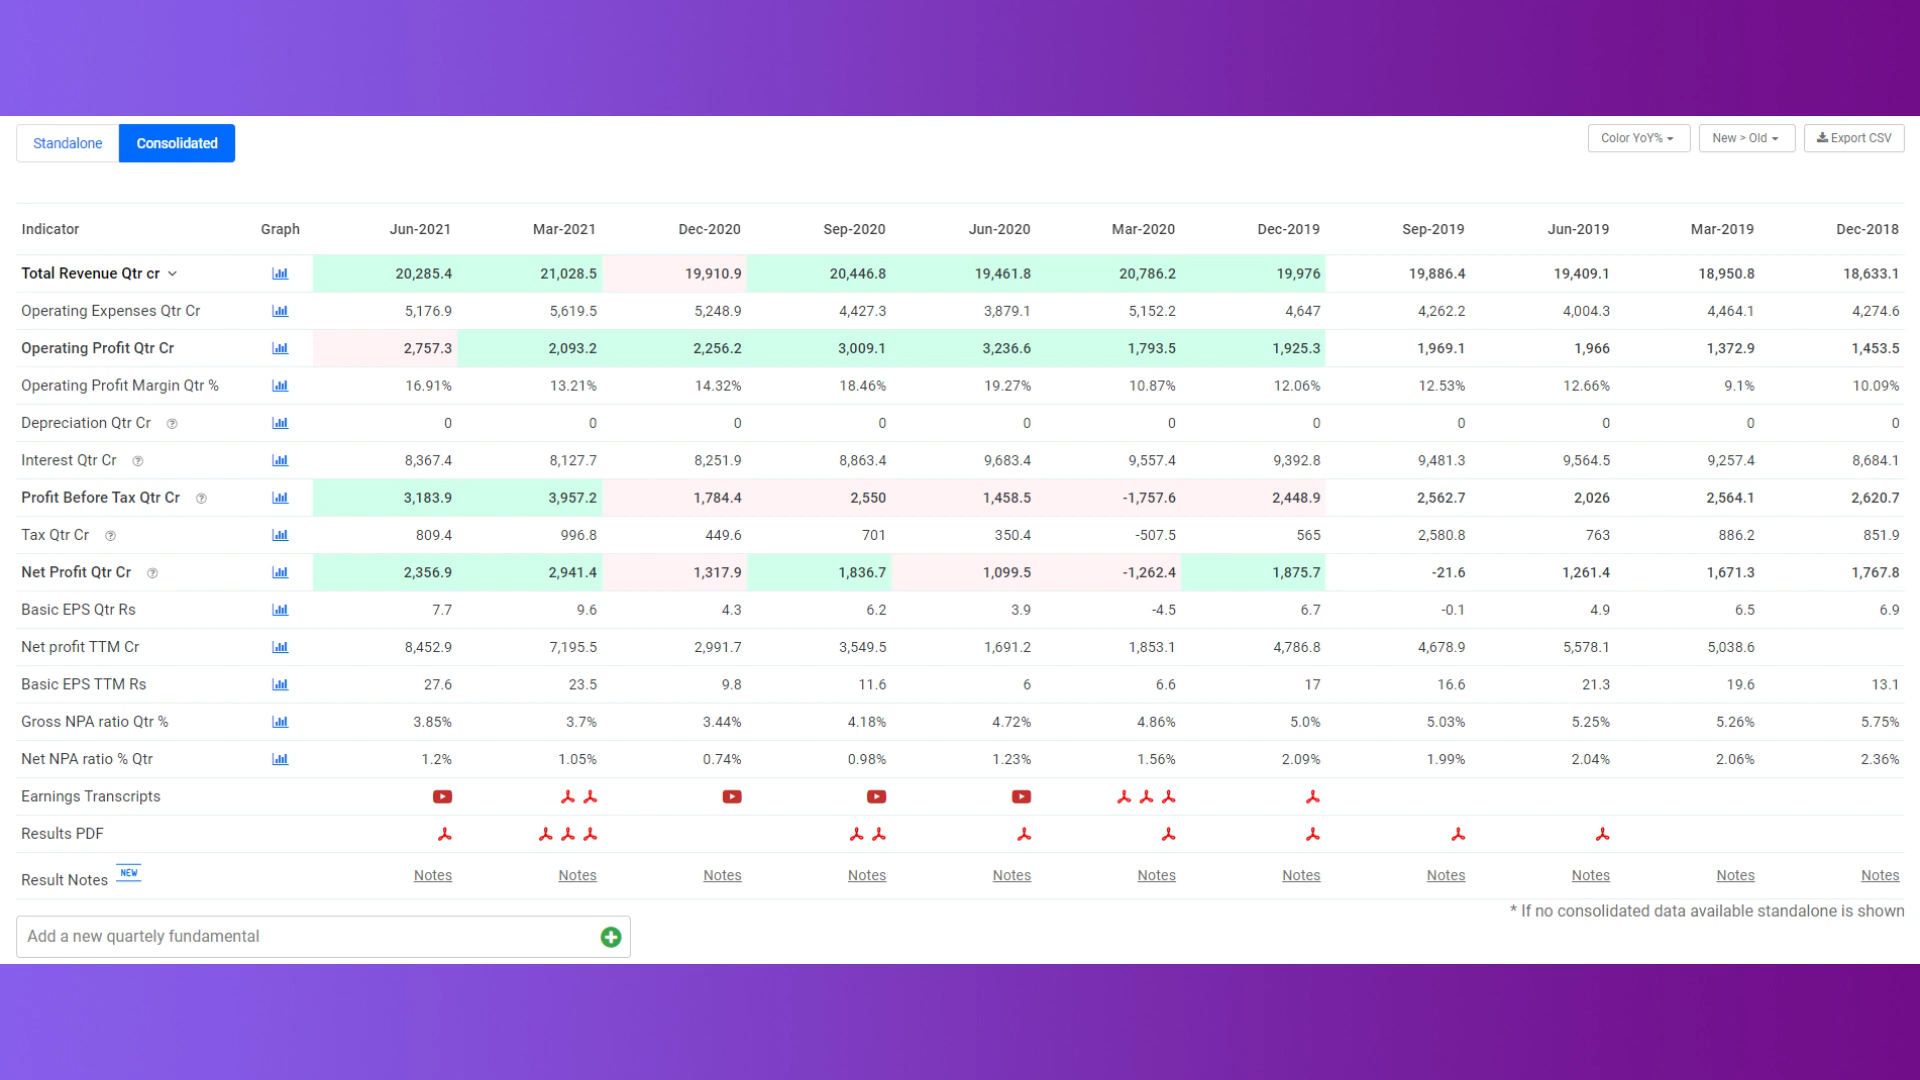 Standalone Consolidated Color YoY% New > Old Export CSV
Indicator Graph Jun-2021 Mar-2021 Dec-2020 Sep-2020 Jun-2020 Mar-2020 Dec-2019 Sep-2019 Jun-2019 Mar-2019 Dec-2018
Total Revenue Qtr cr 20,285.4 21,028.5 19,910.9 20,446.8 19,461.8 20,786.2 19,976 19,886.4 19,409.1 18,950.8 18,633.1
Operating Expenses Qtr Cr 5,176.9 5,619.5 5,248.9 4,427.3 3,879.1 5,152.2 4,647 4,262.2 4,004.3 4,464.1 4,274.6
Operating Profit Qtr Cr 2,757.3 2,093.2 2,256.2 3,009.1 3,236.6 1,793.5 1,925.3 1,969.1 1,966 1,372.9 1,453.5
Operating Profit Margin Qtr % 16.91% 13.21% 14.32% 18.46% 19.27% 10.87% 12.06% 12.53% 12.66% 9.1% 10.09%
Depreciation Qtr Cr ? 0 0 0 0 0 0 0 0 0 0 0
Interest Qtr Cr ? 8,367.4 8,127.7 8,251.9 8,863.4 9,683.4 9,557.4 9,392.8 9,481.3 9,564.5 9,257.4 8,684.1
Profit Before Tax Qtr Cr ? 3,183.9 3,957.2 1,784.4 2,550 1,458.5 -1,757.6 2,448.9 2,562.7 2,026 2,564.1 2,620.7
Tax Qtr Cr ? 809.4 996.8 449.6 701 350.4 -507.5 565 2,580.8 763 886.2 851.9
Net Profit Qtr Cr ? 2,356.9 2,941.4 1,317.9 1,836.7 1,099.5 -1,262.4 1,875.7 -21.6 1,261.4 1,671.3 1,767.8
Basic EPS Qtr Rs 7.7 9.6 4.3 6.2 3.9 -4.5 6.7 -0.1 4.9 6.5 6.9
Net profit TTM Cr 8,452.9 7,195.5 2,991.7 3,549.5 1,691.2 1,853.1 4,786.8 4,678.9 5,578.1 5,038.6
Basic EPS TTM Rs 27.6 23.5 9.8 11.6 6 6.6 17 16.6 21.3 19.6 13.1
Gross NPA ratio Qtr % 3.85% 3.7% 3.44% 4.18% 4.72% 4.86% 5.0% 5.03% 5.25% 5.26% 5.75%
Net NPA ratio % Qtr 1.2% 1.05% 0.74% 0.98% 1.23% 1.56% 2.09% 1.99% 2.04% 2.06% 2.36%
Earnings Transcripts
Results PDF
Result Notes NEW Notes Notes Notes Notes Notes Notes Notes Notes Notes Notes Notes
* If no consolidated data available standalone is shown
Add a new quartely fundamental